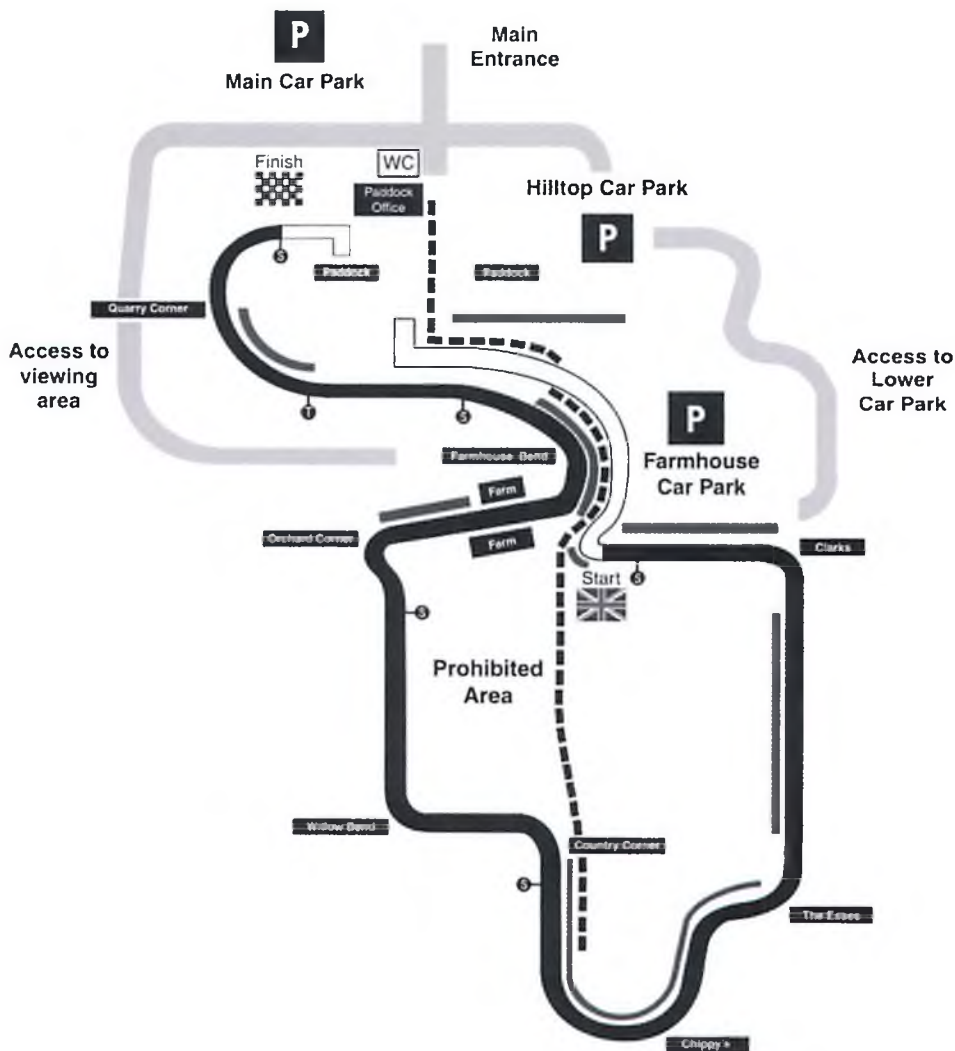 P
Main Car Park
Main
Entrance
Finish
WC
Paddock
Office
Hilltop Car Park
P
S
Paddock
Paddock
Quarry Corner
Access to
viewing
area
Access to
Lower
Car Park
T
S
P
Farmhouse
Car Park
Farmhouse Bend
Farm
Orchard Corner
Farm
Clarks
Start
S
S
Prohibited
Area
Willow Bend
Country Corner
S
The Esses
Chippy's